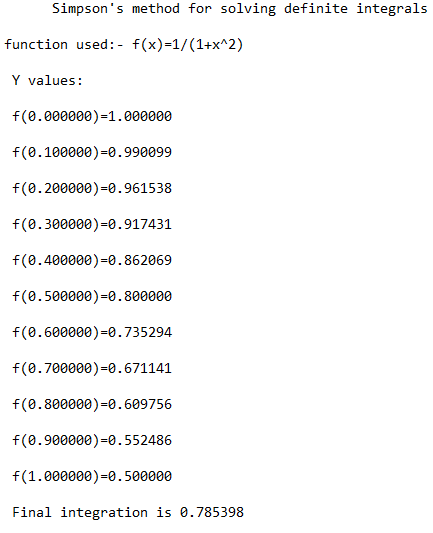 Simpson's method for solving definite integrals
function used:- f(x)=1/(1+x^2)
Y values:
f(0.000000)=1.000000
f(0.100000)=0.990099
f(0.200000)=0.961538
f(0.300000)=0.917431
f(0.400000)=0.862069
f(0.500000)=0.800000
f(0.600000)=0.735294
f(0.700000)=0.671141
f(0.800000)=0.609756
f(0.900000)=0.552486
f(1.000000)=0.500000
Final integration is 0.785398